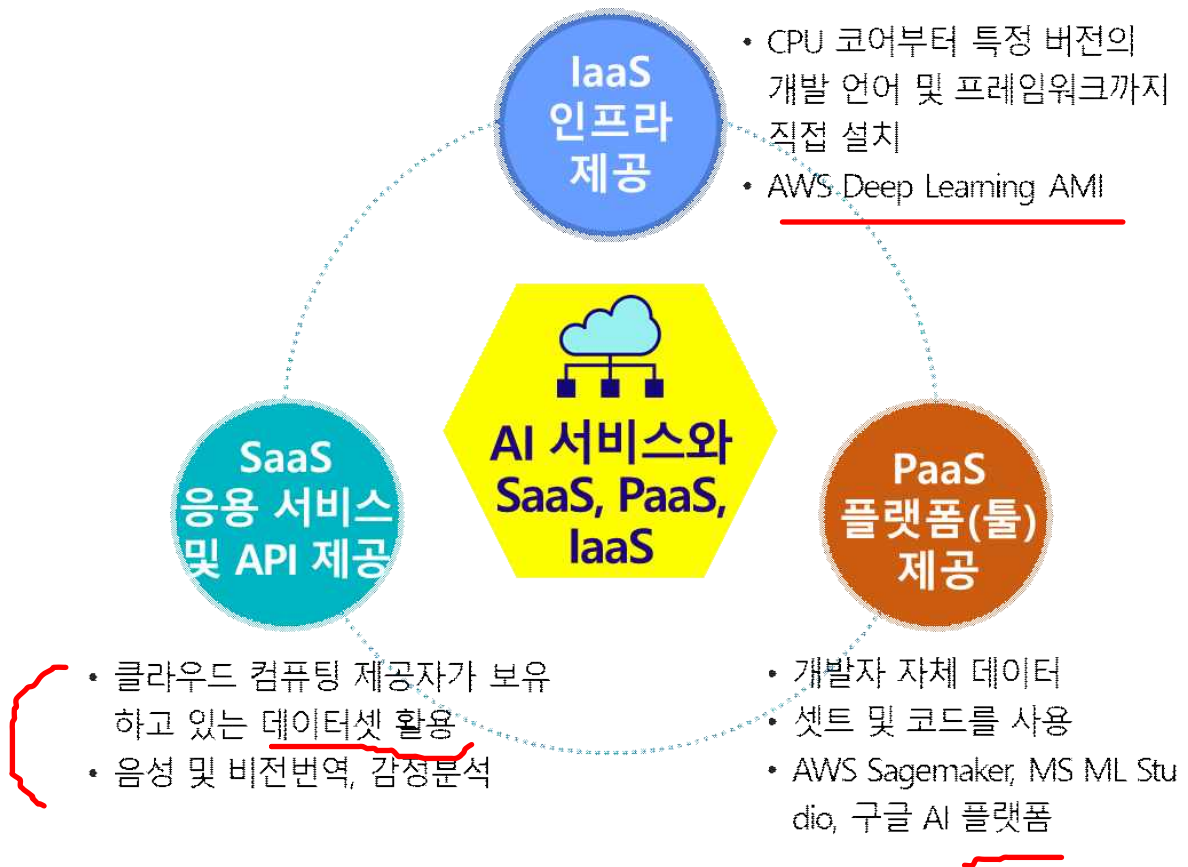 IaaS
인프라
제공
• CPU 코어부터 특정 버전의
개발 언어 및 프레임워크까지
직접 설치
• AWS Deep Learning AMI
AI 서비스와
SaaS, PaaS,
IaaS
SaaS
응용 서비스
및 API 제공
PaaS
플랫폼(툴)
제공
• 클라우드 컴퓨팅 제공자가 보유
하고 있는 데이터셋 활용
• 음성 및 비전번역, 감성분석
• 개발자 자체 데이터
• 셋트 및 코드를 사용
• AWS Sagemaker, MS ML Stu
dio, 구글 AI 플랫폼